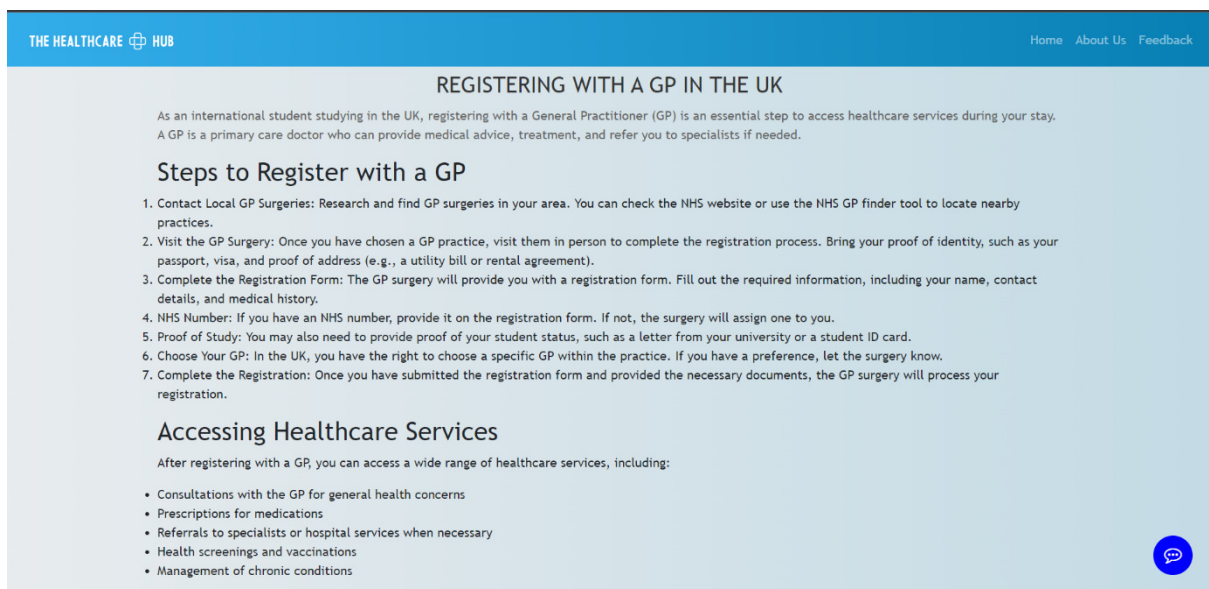 THE HEALTHCARE HUB
Home About Us Feedback
REGISTERING WITH A GP IN THE UK
As an international student studying in the UK, registering with a General Practitioner (GP) is an essential step to access healthcare services during your stay.
A GP is a primary care doctor who can provide medical advice, treatment, and refer you to specialists if needed.
Steps to Register with a GP
1. Contact Local GP Surgeries: Research and find GP surgeries in your area. You can check the NHS website or use the NHS GP finder tool to locate nearby
practices.
2. Visit the GP Surgery: Once you have chosen a GP practice, visit them in person to complete the registration process. Bring your proof of identity, such as your
passport, visa, and proof of address (e.g., a utility bill or rental agreement).
3. Complete the Registration Form: The GP surgery will provide you with a registration form. Fill out the required information, including your name, contact
details, and medical history.
4. NHS Number: If you have an NHS number, provide it on the registration form. If not, the surgery will assign one to you.
5. Proof of Study: You may also need to provide proof of your student status, such as a letter from your university or a student ID card.
6. Choose Your GP: In the UK, you have the right to choose a specific GP within the practice. If you have a preference, let the surgery know.
7. Complete the Registration: Once you have submitted the registration form and provided the necessary documents, the GP surgery will process your
registration.
Accessing Healthcare Services
After registering with a GP, you can access a wide range of healthcare services, including:
• Consultations with the GP for general health concerns
• Prescriptions for medications
• Referrals to specialists or hospital services when necessary
• Health screenings and vaccinations
• Management of chronic conditions